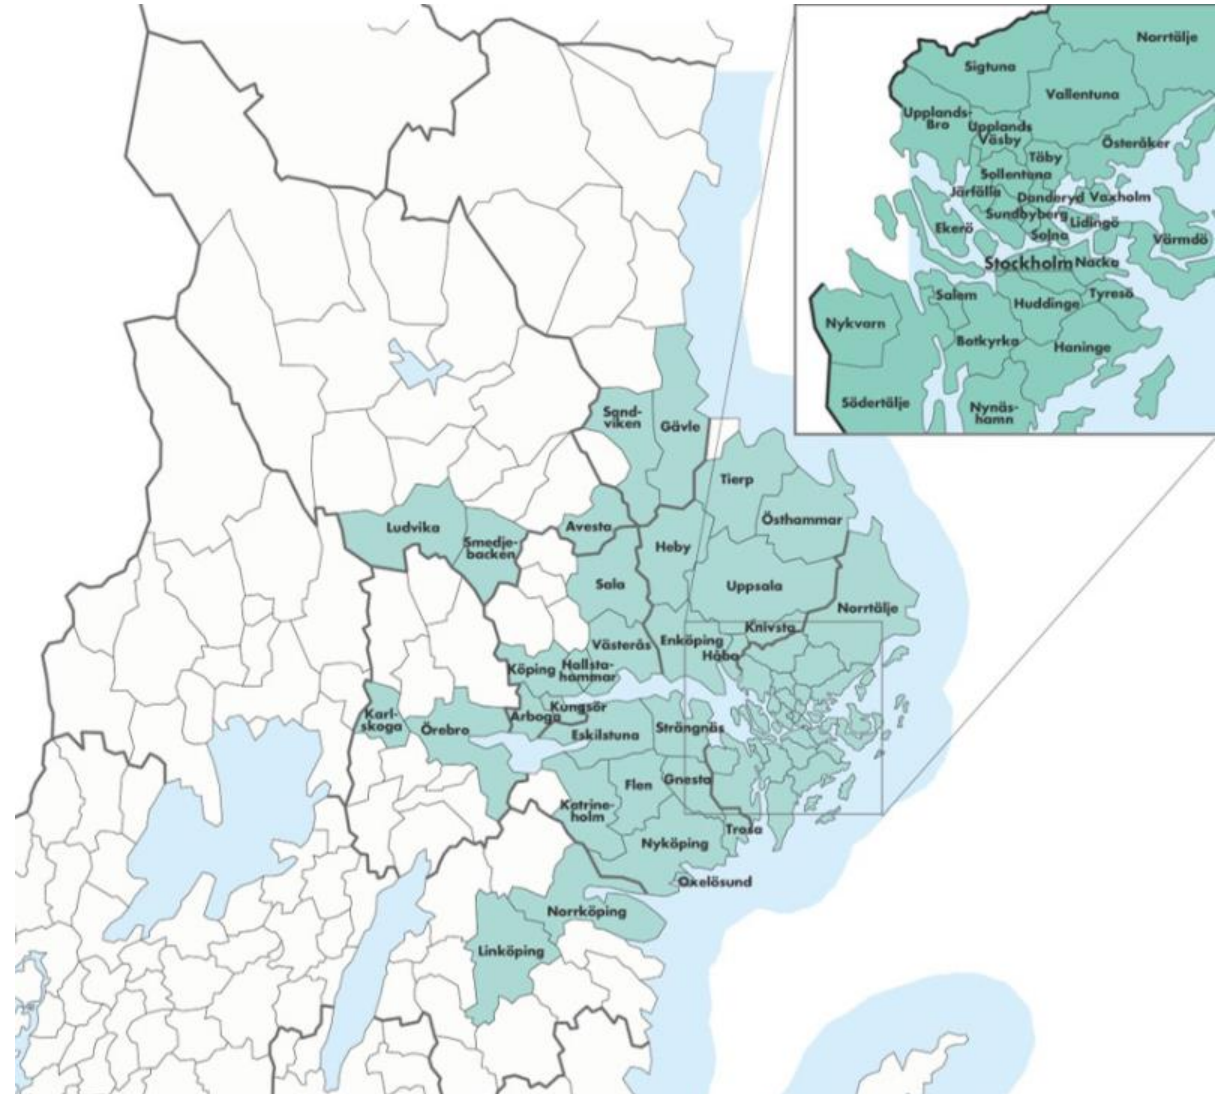 Norrtälje
Sigtuna
Vallentuna
Upplands-
Bro
Upplands
Väsby
Österåker
Täby
Sollentuna
Järfälla
Danderyd
Vaxholm
Sundbyberg
Lidingö
Ekerö
Solna
Värmdö
Stockholm
Nacka
Salem
Huddinge
Tyresö
Nykvarn
Botkyrka
Haninge
Södertälje
Nynäs-
hamn
Sand-
viken
Gävle
Tierp
Östhammar
Ludvika
Smedje-
backen
Avesta
Heby
Sala
Uppsala
Norrtälje
Knivsta
Västerås
Enköping
Håbo
Köping
Hallsta-
hammar
Karl-
skoga
Örebro
Arboga
Kungsör
Eskilstuna
Strängnäs
Flen
Gnesta
Katrine-
holm
Trosa
Nyköping
Oxelösund
Norrköping
Linköping